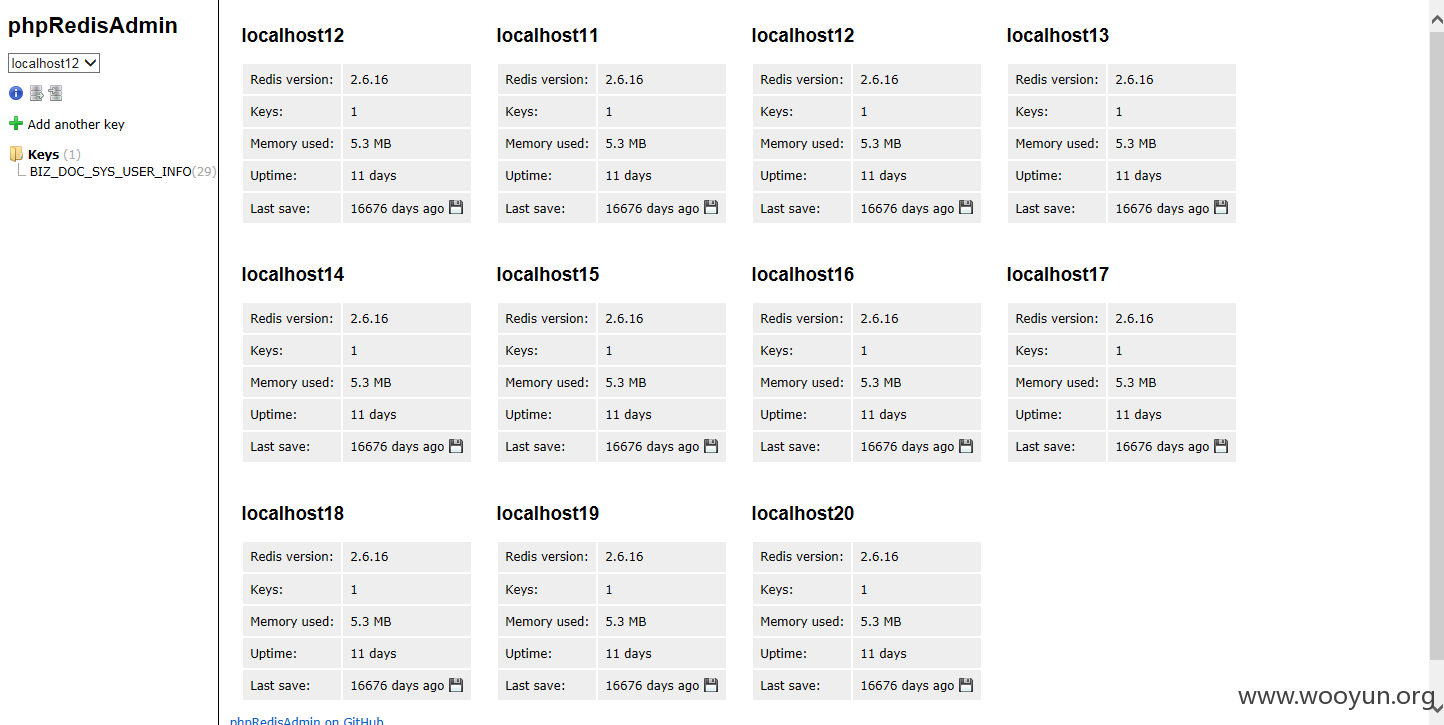 phpRedisAdmin
localhost12
Add another key
Keys (1)
BIZ_DOC_SYS_USER_INFO(29)
localhost12
Redis version: 2.6.16
Keys: 1
Memory used: 5.3 MB
Uptime: 11 days
Last save: 16676 days ago
localhost11
Redis version: 2.6.16
Keys: 1
Memory used: 5.3 MB
Uptime: 11 days
Last save: 16676 days ago
localhost12
Redis version: 2.6.16
Keys: 1
Memory used: 5.3 MB
Uptime: 11 days
Last save: 16676 days ago
localhost13
Redis version: 2.6.16
Keys: 1
Memory used: 5.3 MB
Uptime: 11 days
Last save: 16676 days ago
localhost14
Redis version: 2.6.16
Keys: 1
Memory used: 5.3 MB
Uptime: 11 days
Last save: 16676 days ago
localhost15
Redis version: 2.6.16
Keys: 1
Memory used: 5.3 MB
Uptime: 11 days
Last save: 16676 days ago
localhost16
Redis version: 2.6.16
Keys: 1
Memory used: 5.3 MB
Uptime: 11 days
Last save: 16676 days ago
localhost17
Redis version: 2.6.16
Keys: 1
Memory used: 5.3 MB
Uptime: 11 days
Last save: 16676 days ago
localhost18
Redis version: 2.6.16
Keys: 1
Memory used: 5.3 MB
Uptime: 11 days
Last save: 16676 days ago
localhost19
Redis version: 2.6.16
Keys: 1
Memory used: 5.3 MB
Uptime: 11 days
Last save: 16676 days ago
localhost20
Redis version: 2.6.16
Keys: 1
Memory used: 5.3 MB
Uptime: 11 days
Last save: 16676 days ago
phpRedisAdmin on GitHub
www.wooyun.org